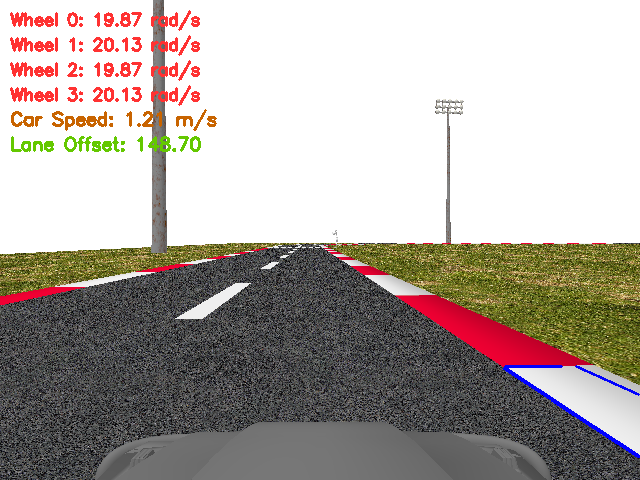 Wheel 0: 19.87 rad/s
Wheel 1: 20.13 rad/s
Wheel 2: 19.87 rad/s
Wheel 3: 20.13 rad/s
Car Speed: 1.21 m/s
Lane Offset: 148.70